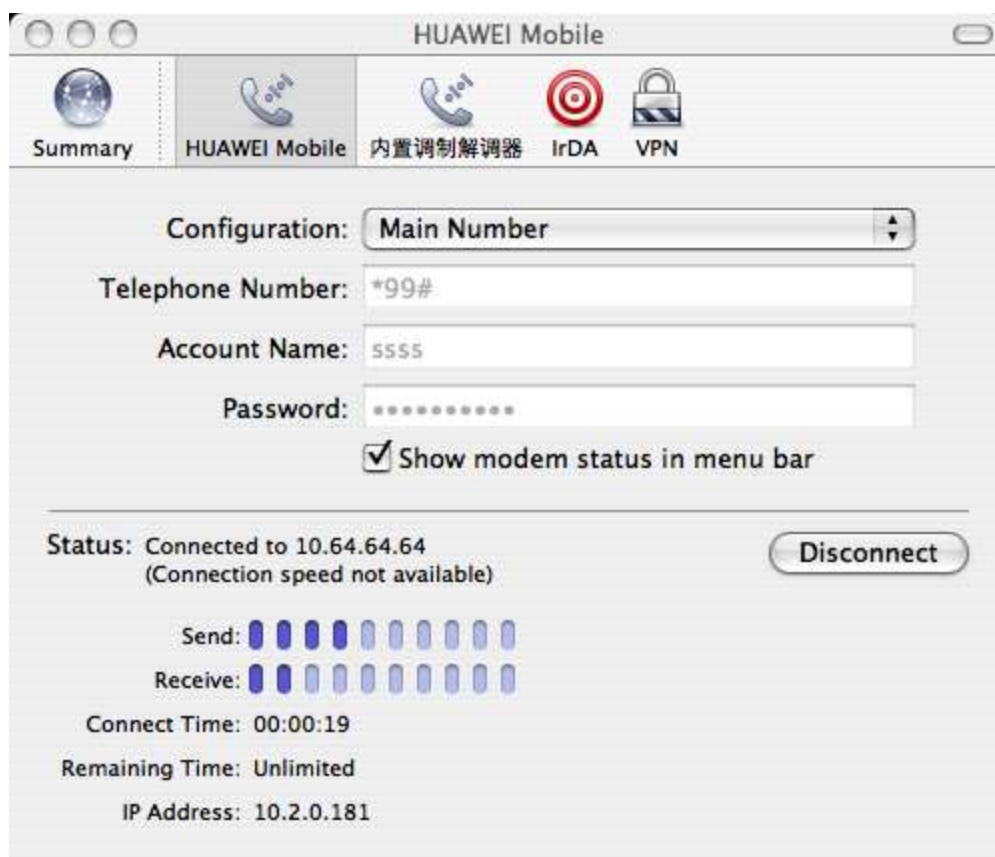 HUAWEI Mobile
Summary HUAWEI Mobile 内置调制解调器 IrDA VPN
Configuration: Main Number
Telephone Number: *99#
Account Name: ssss
Password: ••••••••••
Show modem status in menu bar
Status: Connected to 10.64.64.64 Disconnect
(Connection speed not available)
Send:
Receive:
Connect Time: 00:00:19
Remaining Time: Unlimited
IP Address: 10.2.0.181